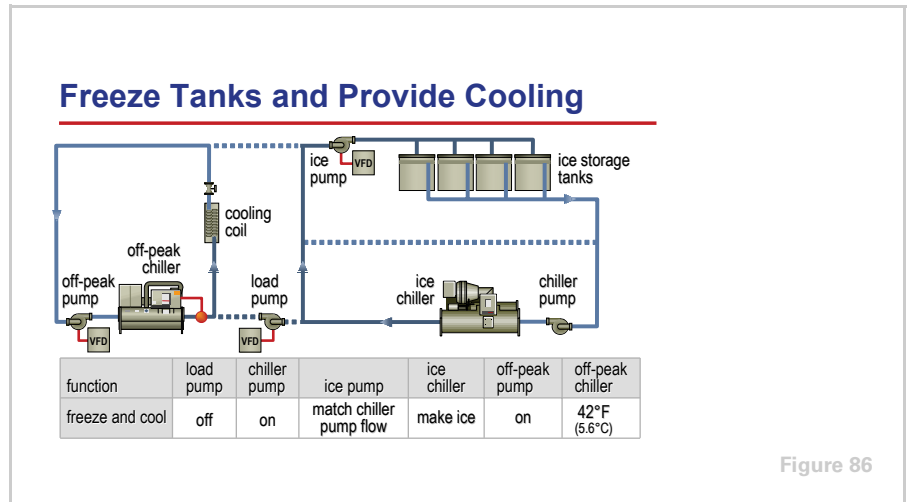 Freeze Tanks and Provide Cooling
ice
pump
VFD
ice storage
tanks
cooling
coil
off-peak
chiller
off-peak
pump
VFD
load
pump
VFD
ice
chiller
chiller
pump
function
load
pump
chiller
pump
ice pump
ice
chiller
off-peak
pump
off-peak
chiller
freeze and cool
off
on
match chiller
pump flow
make ice
on
42°F
(5.6°C)
Figure 86